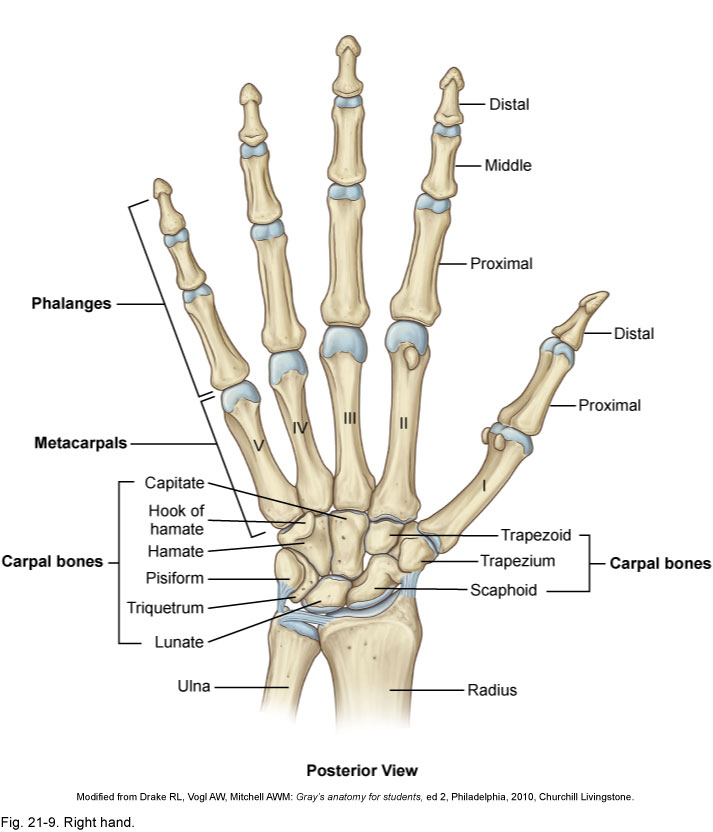 Distal
Middle
Proximal
Phalanges
Distal
Proximal
Metacarpals
V
IV
III
II
I
Capitate
Hook of
hamate
Hamate
Carpal bones
Pisiform
Triquetrum
Lunate
Trapezoid
Trapezium
Carpal bones
Scaphoid
Ulna
Radius
Posterior View
Modified from Drake RL, Vogl AW, Mitchell AWM: Gray's anatomy for students, ed 2, Philadelphia, 2010, Churchill Livingstone.
Fig. 21-9. Right hand.